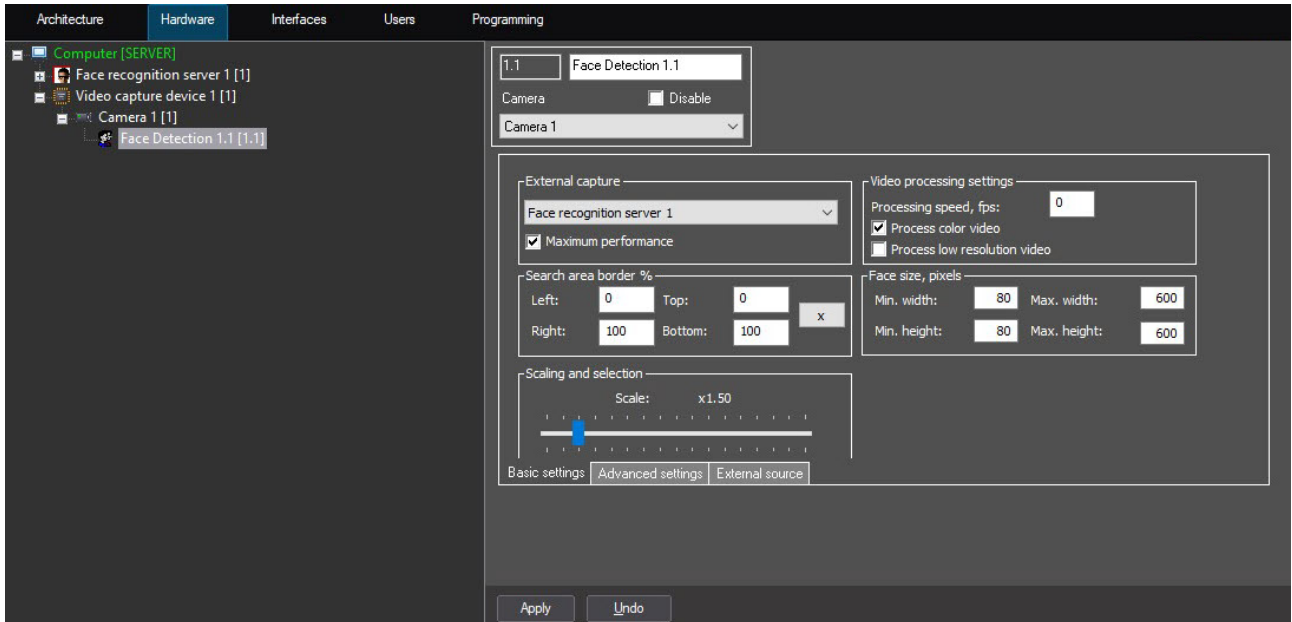 Architecture Hardware Interfaces Users Programming
Computer [SERVER]
Face recognition server 1 [1]
Video capture device 1 [1]
Camera 1 [1]
Face Detection 1.1 [1.1]
1.1 Face Detection 1.1
Camera Disable
Camera 1
External capture
Face recognition server 1
Maximum performance
Video processing settings
Processing speed, fps: 0
Process color video
Process low resolution video
Search area border %
Left: 0 Top: 0
x
Right: 100 Bottom: 100
Face size, pixels
Min. width: 80 Max. width: 600
Min. height: 80 Max. height: 600
Scaling and selection
Scale: x1.50
Basic settings Advanced settings External source
Apply Undo